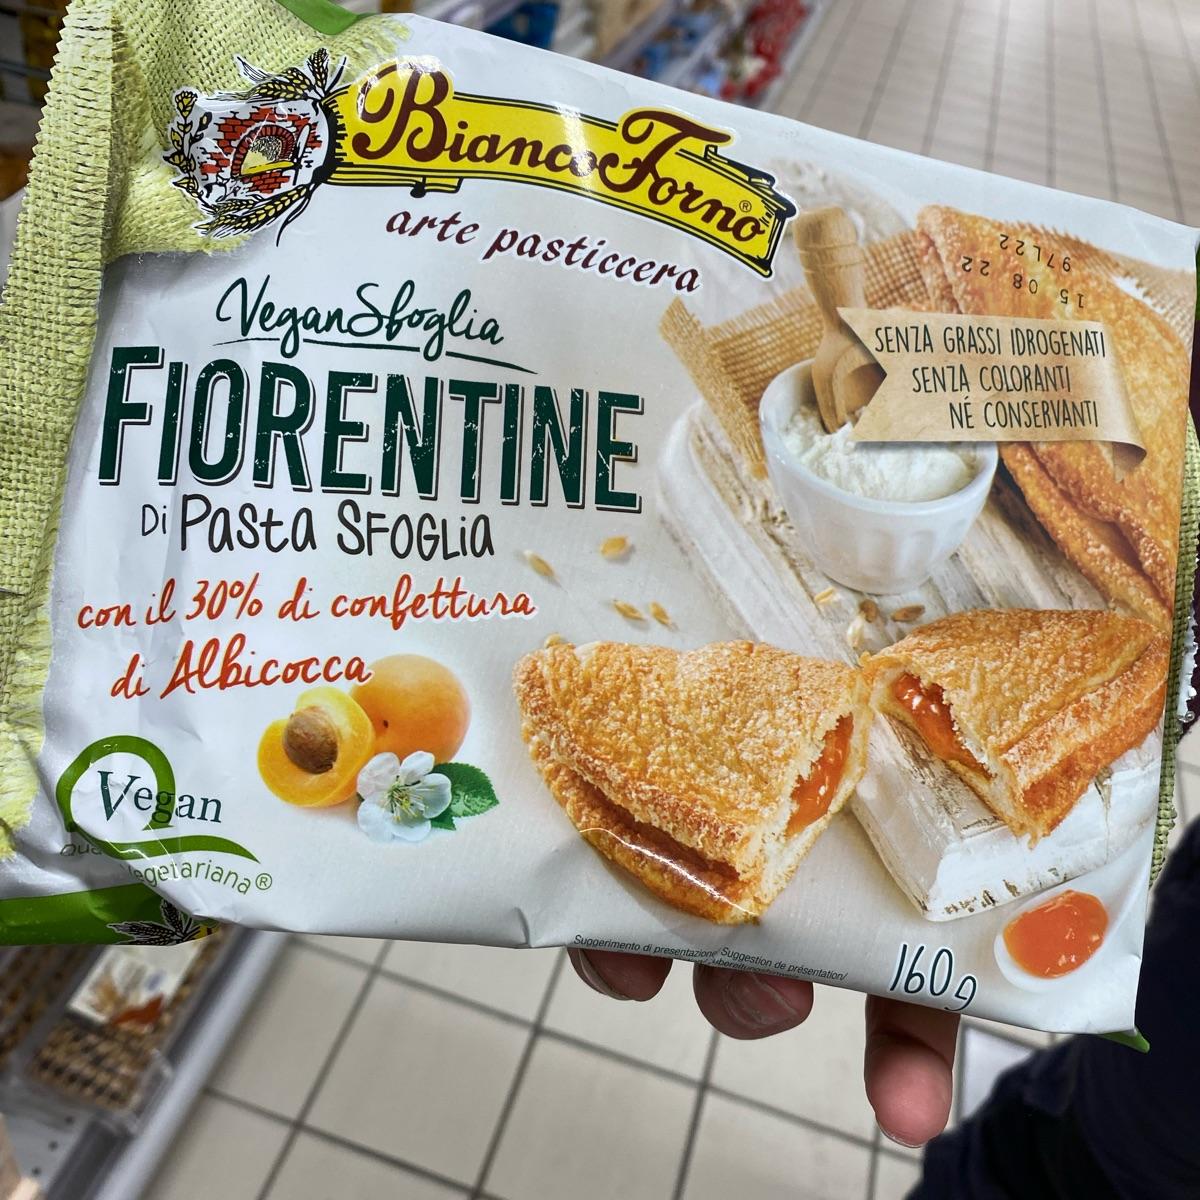 BiancoForno®
arte pasticcera
97L22
15 08 22
VeganSfoglia
FIORENTINE
Di Pasta SFOGLia
con il 30% di confettura
di Albicocca
SENZA GRASSI IDROGENATI
SENZA COLORANTI
NÉ CONSERVANTI
Vegan
Suggerimento di presentazione/ Suggestion de présentation/
160g